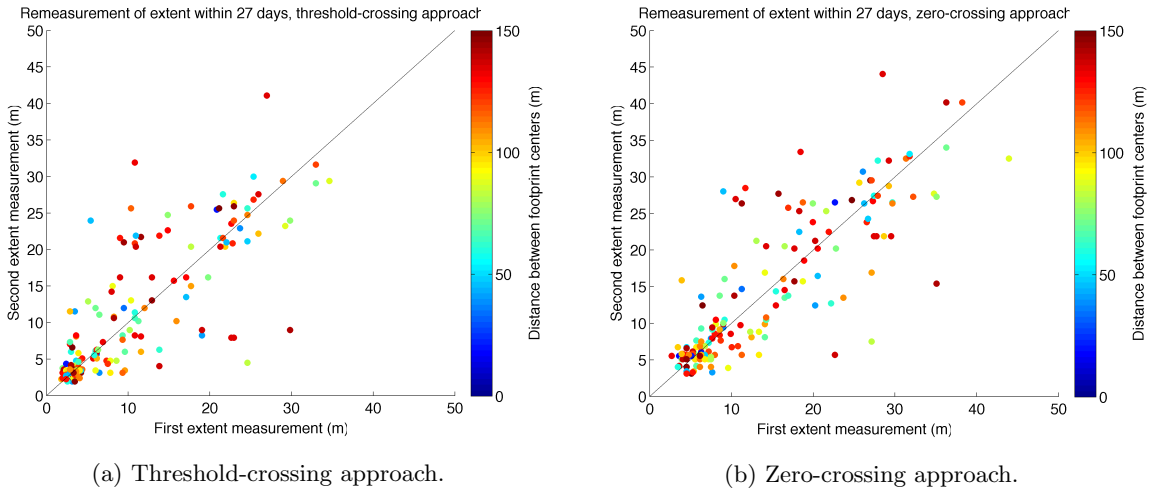 Remeasurement of extent within 27 days, threshold-crossing approach
50
45
40
35
30
25
20
15
10
5
0
0 10 20 30 40 50
Second extent measurement (m)
First extent measurement (m)
150
100
50
0
Distance between footprint centers (m)
(a) Threshold-crossing approach.
Remeasurement of extent within 27 days, zero-crossing approach
50
45
40
35
30
25
20
15
10
5
0
0 10 20 30 40 50
Second extent measurement (m)
First extent measurement (m)
150
100
50
0
Distance between footprint centers (m)
(b) Zero-crossing approach.